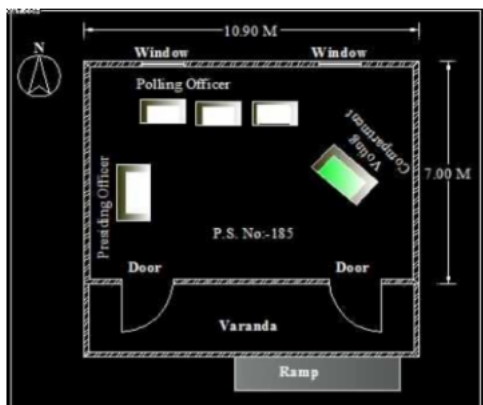 10.90 M
N
Window
Window
Polling Officer
Voting
Compartment
7.00 M
Presiding Officer
P.S. No:-185
Door
Door
Varanda
Ramp